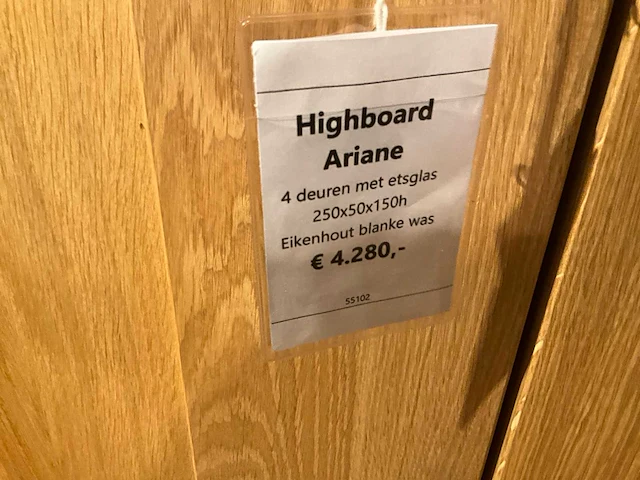 Highboard
Ariane
4 deuren met etsglas
250x50x150h
Eikenhout blanke was
€ 4.280,-
55102